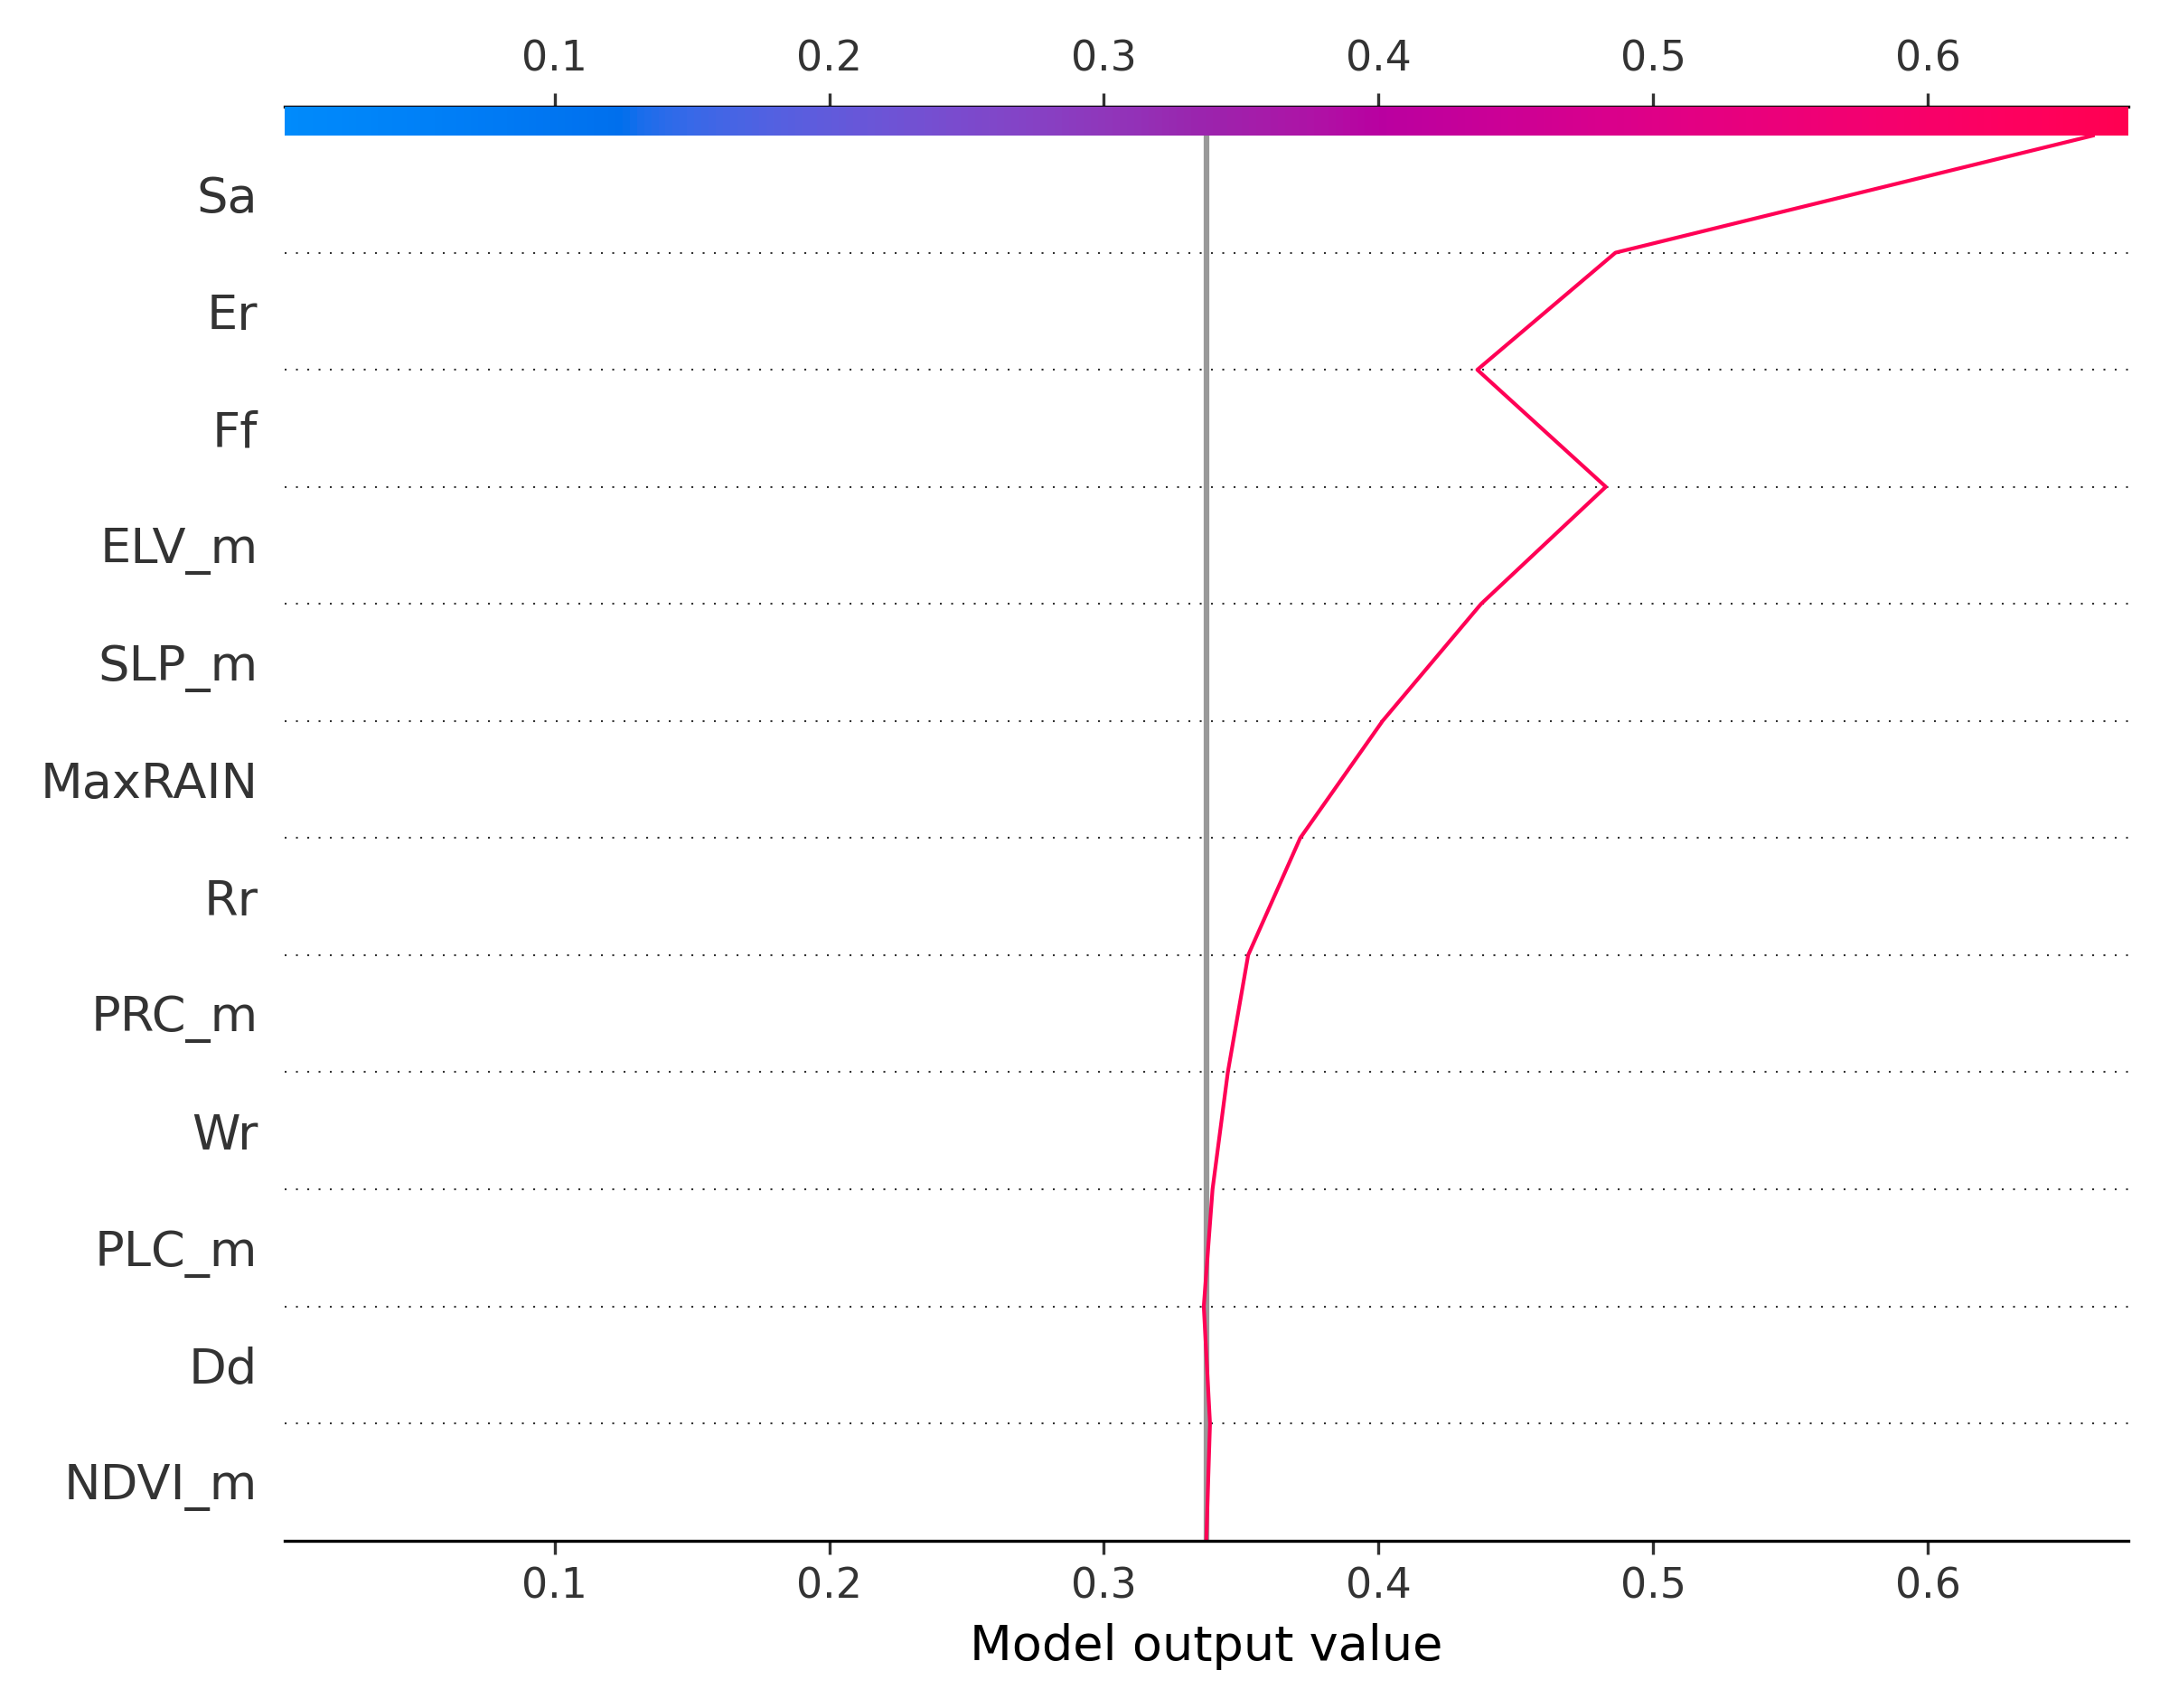 0.1 0.2 0.3 0.4 0.5 0.6
Sa
Er
Ff
ELV_m
SLP_m
MaxRAIN
Rr
PRC_m
Wr
PLC_m
Dd
NDVI_m
0.1 0.2 0.3 0.4 0.5 0.6
Model output value